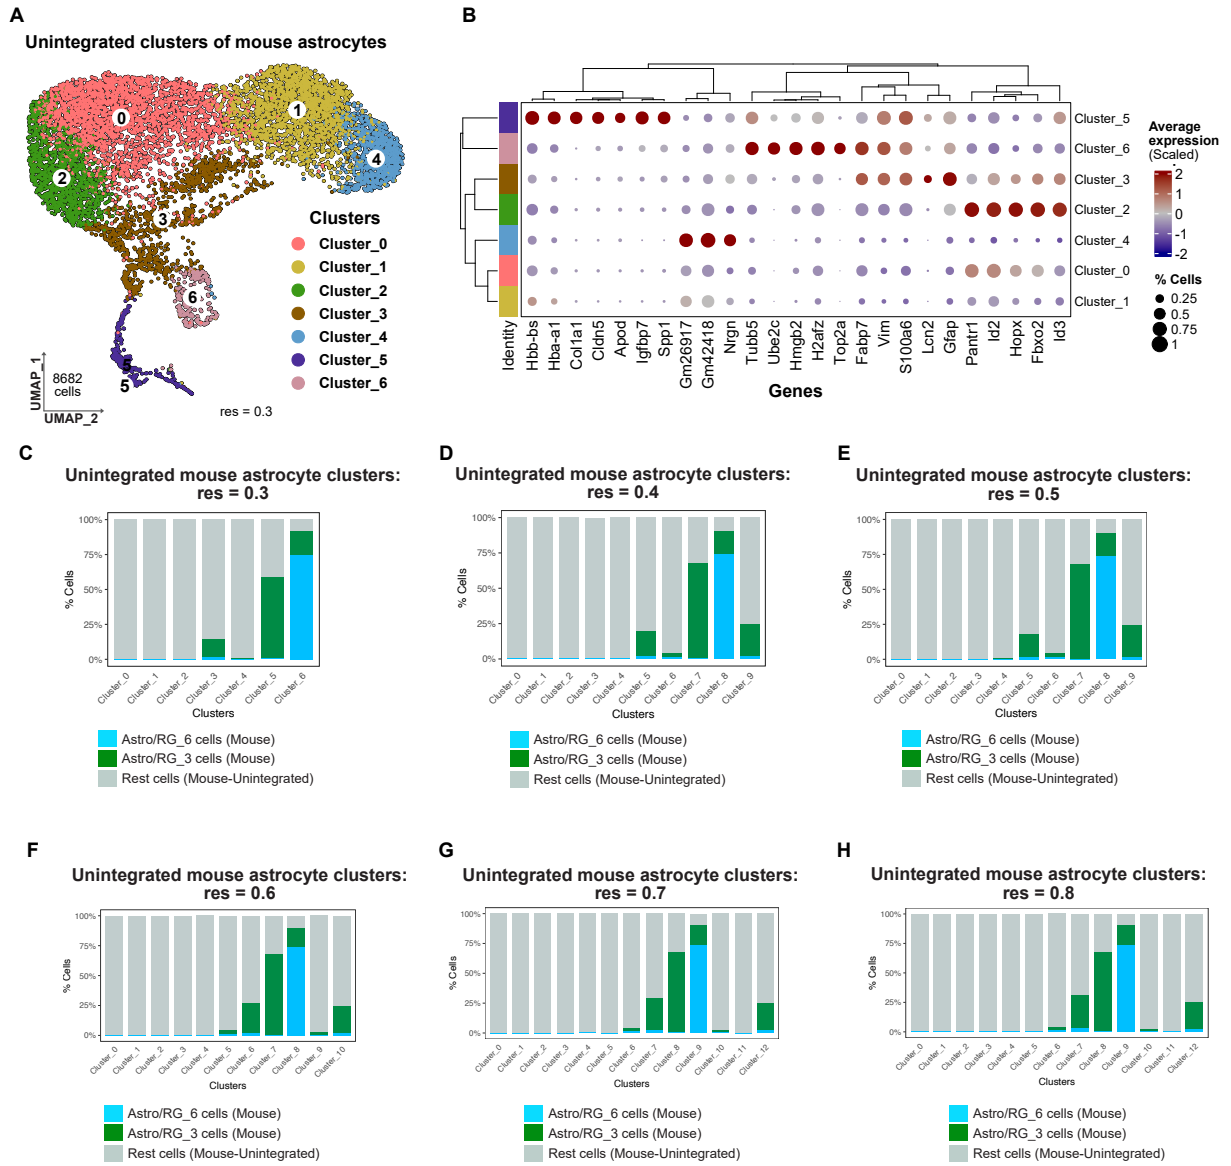 A
Unintegrated clusters of mouse astrocytes
0
1
2
3
4
5
5
6
Clusters
Cluster_0
Cluster_1
Cluster_2
Cluster_3
Cluster_4
Cluster_5
Cluster_6
UMAP_1
8682
cells
UMAP_2
res = 0.3
B
Cluster_5
Cluster_6
Cluster_3
Cluster_2
Cluster_4
Cluster_0
Cluster_1
Identity
Hbb-bs
Hba-a1
Col1a1
Cldn5
Apod
Igfbp7
Spp1
Gm26917
Gm42418
Nrgn
Tubb5
Ube2c
Hmgb2
H2afz
Top2a
Fabp7
Vim
S100a6
Lcn2
Gfap
Pantr1
Id2
Hopx
Fbxo2
Id3
Genes
Average
expression
(Scaled)
2
1
0
-1
-2
% Cells
0.25
0.5
0.75
1
C
Unintegrated mouse astrocyte clusters:
res = 0.3
100%
75%
50%
25%
0%
% Cells
Cluster_0
Cluster_1
Cluster_2
Cluster_3
Cluster_4
Cluster_5
Cluster_6
Clusters
Astro/RG_6 cells (Mouse)
Astro/RG_3 cells (Mouse)
Rest cells (Mouse-Unintegrated)
D
Unintegrated mouse astrocyte clusters:
res = 0.4
100%
75%
50%
25%
0%
% Cells
Cluster_0
Cluster_1
Cluster_2
Cluster_3
Cluster_4
Cluster_5
Cluster_6
Cluster_7
Cluster_8
Cluster_9
Clusters
Astro/RG_6 cells (Mouse)
Astro/RG_3 cells (Mouse)
Rest cells (Mouse-Unintegrated)
E
Unintegrated mouse astrocyte clusters:
res = 0.5
100%
75%
50%
25%
0%
% Cells
Cluster_0
Cluster_1
Cluster_2
Cluster_3
Cluster_4
Cluster_5
Cluster_6
Cluster_7
Cluster_8
Cluster_9
Clusters
Astro/RG_6 cells (Mouse)
Astro/RG_3 cells (Mouse)
Rest cells (Mouse-Unintegrated)
F
Unintegrated mouse astrocyte clusters:
res = 0.6
100%
75%
50%
25%
0%
% Cells
Cluster_0
Cluster_1
Cluster_2
Cluster_3
Cluster_4
Cluster_5
Cluster_6
Cluster_7
Cluster_8
Cluster_9
Cluster_10
Clusters
Astro/RG_6 cells (Mouse)
Astro/RG_3 cells (Mouse)
Rest cells (Mouse-Unintegrated)
G
Unintegrated mouse astrocyte clusters:
res = 0.7
100%
75%
50%
25%
0%
% Cells
Cluster_0
Cluster_1
Cluster_2
Cluster_3
Cluster_4
Cluster_5
Cluster_6
Cluster_7
Cluster_8
Cluster_9
Cluster_10
Cluster_11
Cluster_12
Clusters
Astro/RG_6 cells (Mouse)
Astro/RG_3 cells (Mouse)
Rest cells (Mouse-Unintegrated)
H
Unintegrated mouse astrocyte clusters:
res = 0.8
100%
75%
50%
25%
0%
% Cells
Cluster_0
Cluster_1
Cluster_2
Cluster_3
Cluster_4
Cluster_5
Cluster_6
Cluster_7
Cluster_8
Cluster_9
Cluster_10
Cluster_11
Cluster_12
Clusters
Astro/RG_6 cells (Mouse)
Astro/RG_3 cells (Mouse)
Rest cells (Mouse-Unintegrated)